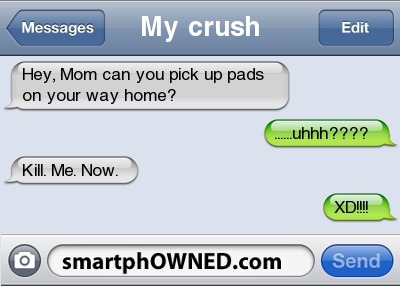 Messages
My crush
Edit
Hey, Mom can you pick up pads
on your way home?
......uhhh????
Kill. Me. Now.
XD!!!!
smartphOWNED.com
Send